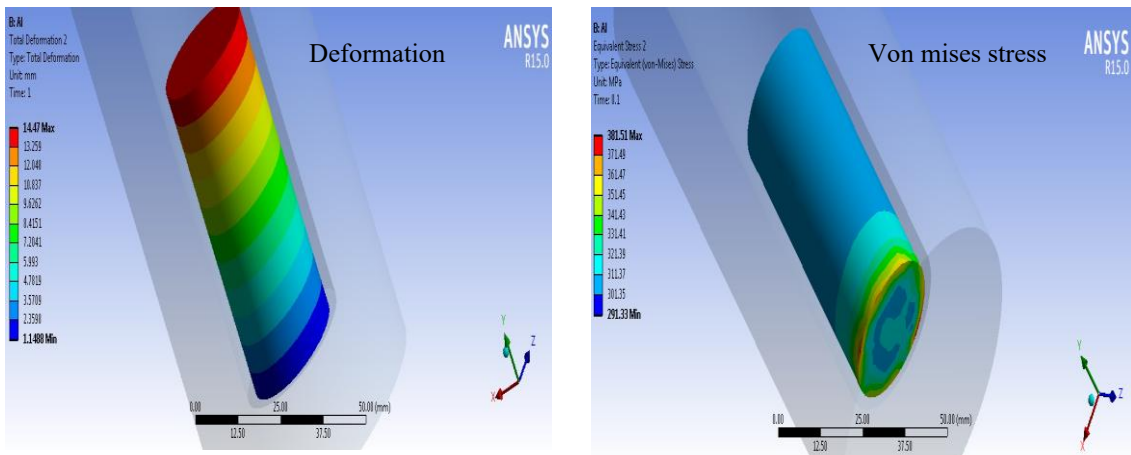 B: Al
Total Deformation 2
Type: Total Deformation
Unit: mm
Time: 1
Deformation
ANSYS
R15.0
14.47 Max
13.259
12.048
10.837
9.6262
8.4151
7.2041
5.993
4.7819
3.5709
2.3598
1.1488 Min
Y
Z
X
0.00
25.00
50.00 (mm)
12.50
37.50
B: Al
Equivalent Stress 2
Type: Equivalent (von-Mises) Stress
Unit: MPa
Time: 0.1
Von mises stress
ANSYS
R15.0
381.51 Max
371.49
361.47
351.45
341.43
331.41
321.39
311.37
301.35
291.33 Min
Y
Z
X
0.00
25.00
50.00 (mm)
12.50
37.50